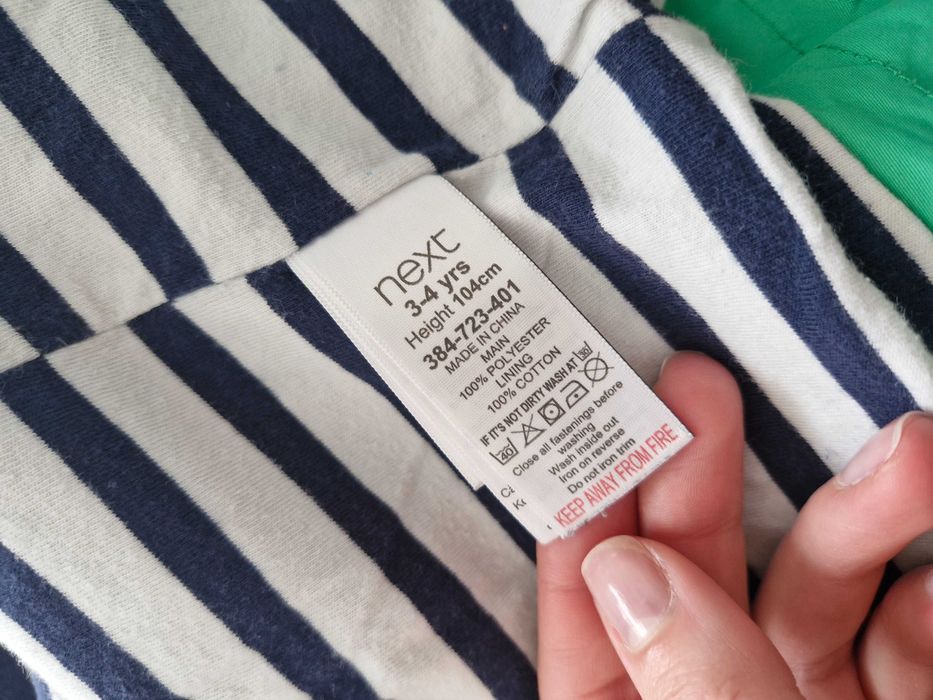 next
3-4 yrs
Height 104cm
384-723-401
MADE IN CHINA
MAIN
100% POLYESTER
LINING
100% COTTON
IF IT'S NOT DIRTY WASH AT 30
40
Close all fastenings before
washing
Wash inside out
Iron on reverse
Do not iron trim
KEEP AWAY FROM FIRE